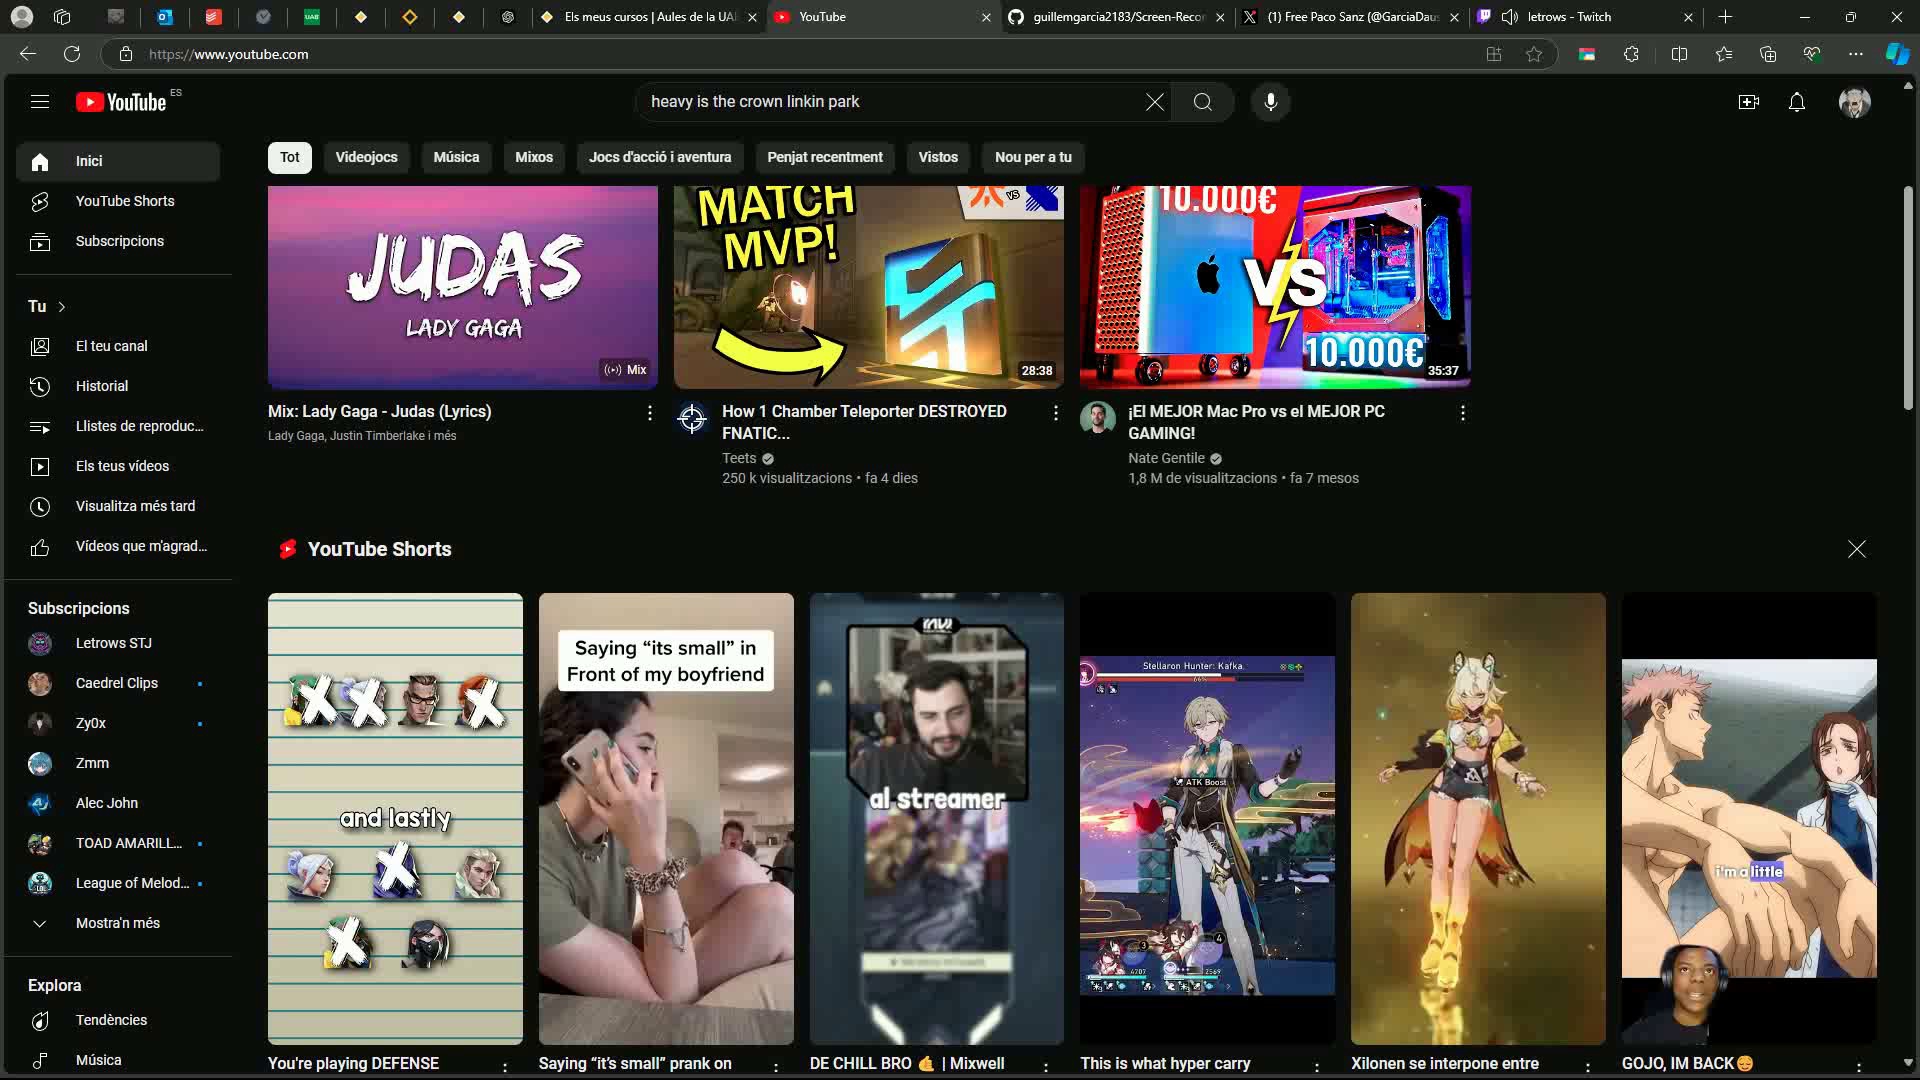 Els meus cursos | Aules de la UA
YouTube
guillemgarcia2183/Screen-Recor
(1) Free Paco Sanz (@GarciaDaus
letrows - Twitch
https://www.youtube.com
YouTube ES
heavy is the crown linkin park
Tot
Videojocs
Música
Mixos
Jocs d'acció i aventura
Penjat recentment
Vistos
Nou per a tu
Inici
YouTube Shorts
Subscripcions
Tu
El teu canal
Historial
Llistes de reproduc...
Els teus vídeos
Visualitza més tard
Vídeos que m'agrad...
Subscripcions
Letrows STJ
Caedrel Clips
Zy0x
Zmm
Alec John
TOAD AMARILL...
League of Melod...
Mostra'n més
Explora
Tendències
Música
JUDAS
LADY GAGA
Mix
Mix: Lady Gaga - Judas (Lyrics)
Lady Gaga, Justin Timberlake i més
MATCH
MVP!
VS
28:38
How 1 Chamber Teleporter DESTROYED
FNATIC...
Teets
250 k visualitzacions • fa 4 dies
10.000€
VS
10.000€
35:37
¡El MEJOR Mac Pro vs el MEJOR PC
GAMING!
Nate Gentile
1,8 M de visualitzacions • fa 7 mesos
YouTube Shorts
and lastly
You're playing DEFENSE
Saying “its small” in
Front of my boyfriend
Saying “it’s small” prank on
al streamer
DE CHILL BRO 🤙 | Mixwell
Stellaron Hunter: Kafka
66%
ATK Boost
3
4
4207
2569
This is what hyper carry
Xilonen se interpone entre
i'm a little
GOJO, IM BACK😔